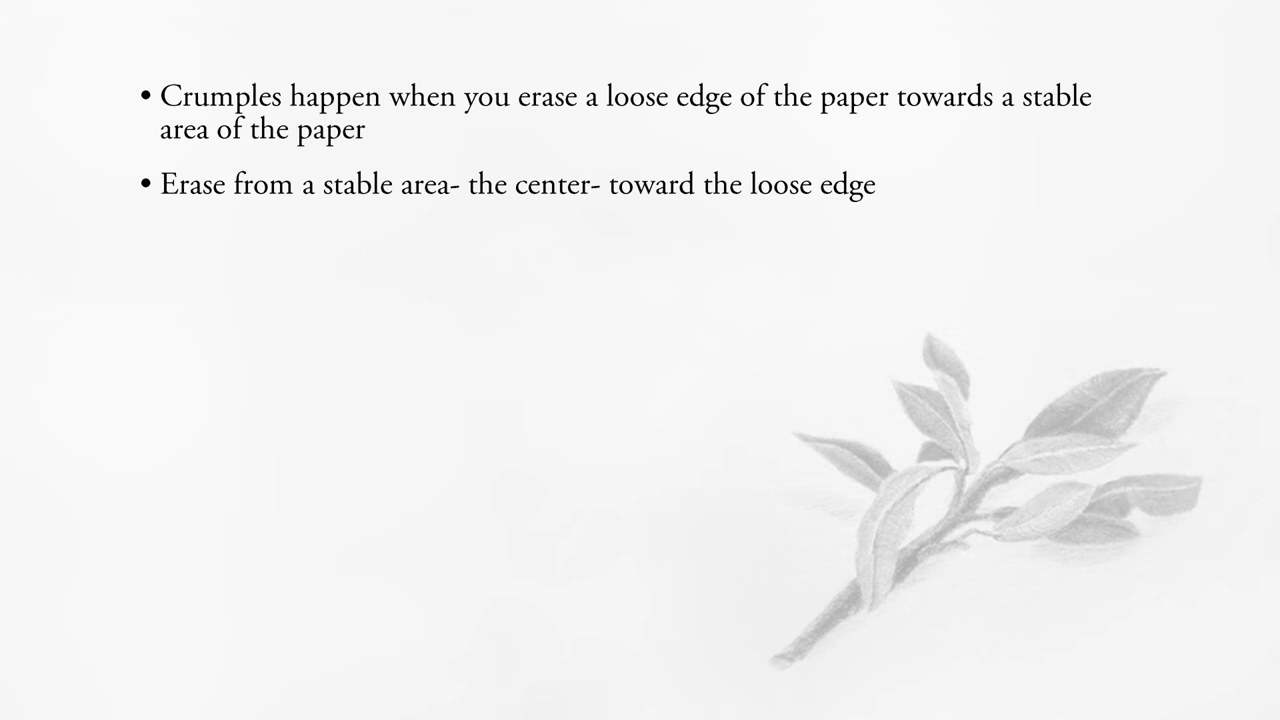 • Crumples happen when you erase a loose edge of the paper towards a stable
area of the paper
• Erase from a stable area- the center- toward the loose edge